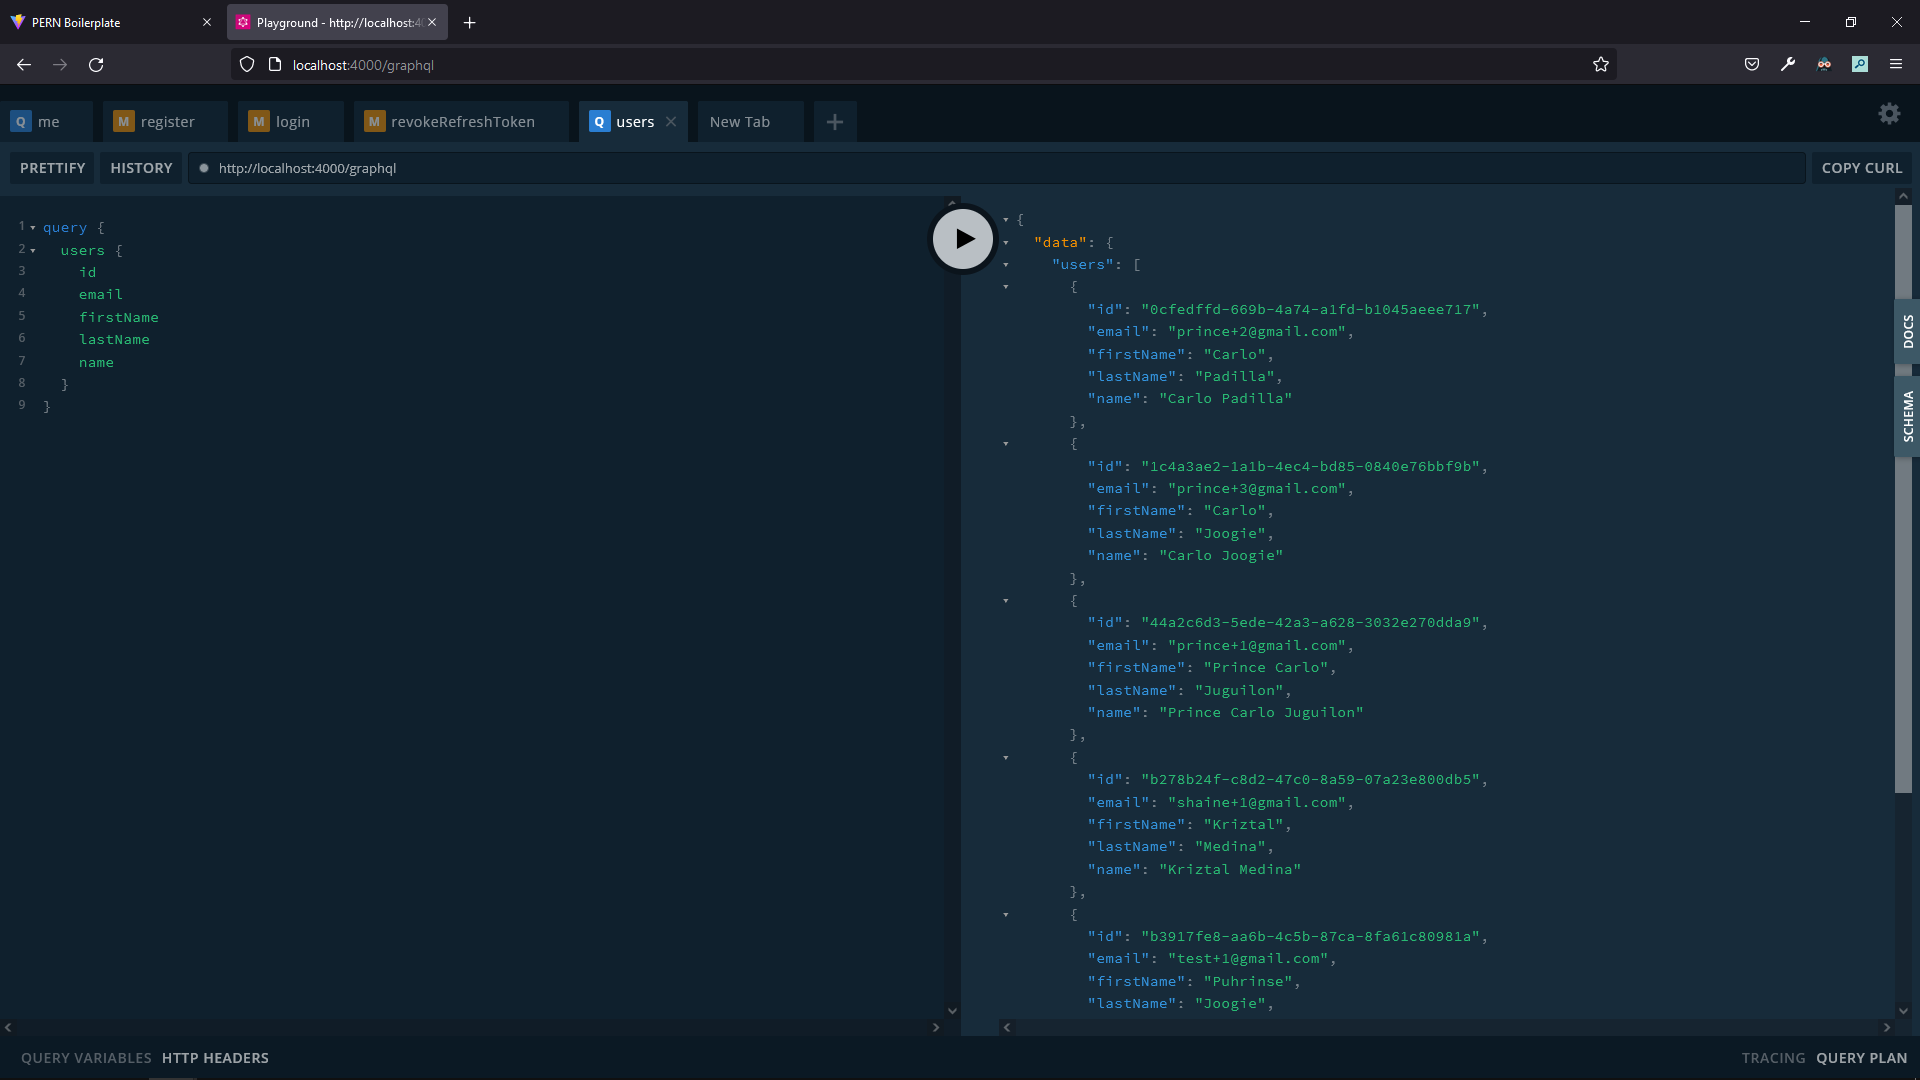 PERN Boilerplate
Playground - http://localhost:40
localhost:4000/graphql
Q me
M register
M login
M revokeRefreshToken
Q users
New Tab
PRETTIFY
HISTORY
http://localhost:4000/graphql
COPY CURL
1 query {
2 users {
3 id
4 email
5 firstName
6 lastName
7 name
8 }
9 }
{
"data": {
"users": [
{
"id": "0cfedffd-669b-4a74-a1fd-b1045aeee717",
"email": "prince+2@gmail.com",
"firstName": "Carlo",
"lastName": "Padilla",
"name": "Carlo Padilla"
},
{
"id": "1c4a3ae2-1a1b-4ec4-bd85-0840e76bbf9b",
"email": "prince+3@gmail.com",
"firstName": "Carlo",
"lastName": "Joogie",
"name": "Carlo Joogie"
},
{
"id": "44a2c6d3-5ede-42a3-a628-3032e270dda9",
"email": "prince+1@gmail.com",
"firstName": "Prince Carlo",
"lastName": "Juguilon",
"name": "Prince Carlo Juguilon"
},
{
"id": "b278b24f-c8d2-47c0-8a59-07a23e800db5",
"email": "shaine+1@gmail.com",
"firstName": "Kriztal",
"lastName": "Medina",
"name": "Kriztal Medina"
},
{
"id": "b3917fe8-aa6b-4c5b-87ca-8fa61c80981a",
"email": "test+1@gmail.com",
"firstName": "Puhrinse",
"lastName": "Joogie",
DOCS
SCHEMA
QUERY VARIABLES
HTTP HEADERS
TRACING
QUERY PLAN